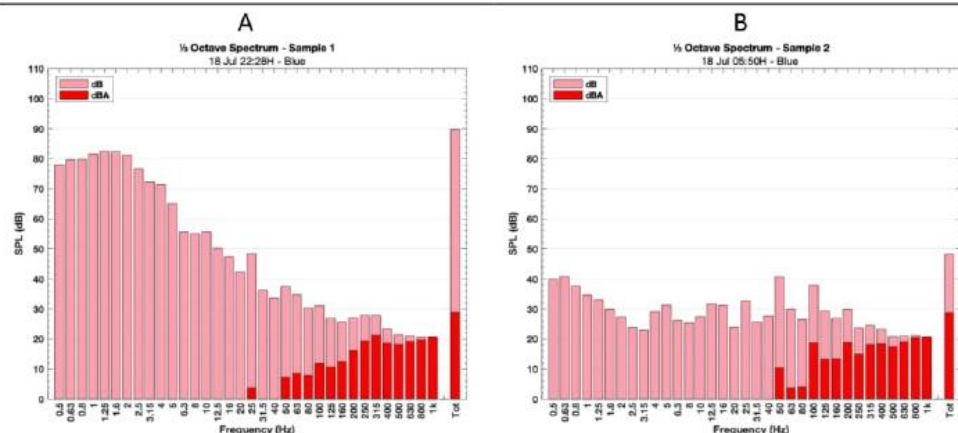 A
⅓ Octave Spectrum - Sample 1
18 Jul 22:28H - Blue
dB
dBA
110
100
90
80
70
60
50
40
30
20
10
0
SPL (dB)
0.5 0.63 0.8 1 1.25 1.6 2 2.5 3.15 4 5 6.3 8 10 12.5 16 20 25 31.5 40 50 63 80 100 125 160 200 250 315 400 500 630 800 1k Tot
Frequency (Hz)
B
⅓ Octave Spectrum - Sample 2
18 Jul 05:50H - Blue
dB
dBA
110
100
90
80
70
60
50
40
30
20
10
0
SPL (dB)
0.5 0.63 0.8 1 1.25 1.6 2 2.5 3.15 4 5 6.3 8 10 12.5 16 20 25 31.5 40 50 63 80 100 125 160 200 250 315 400 500 630 800 1k Tot
Frequency (Hz)